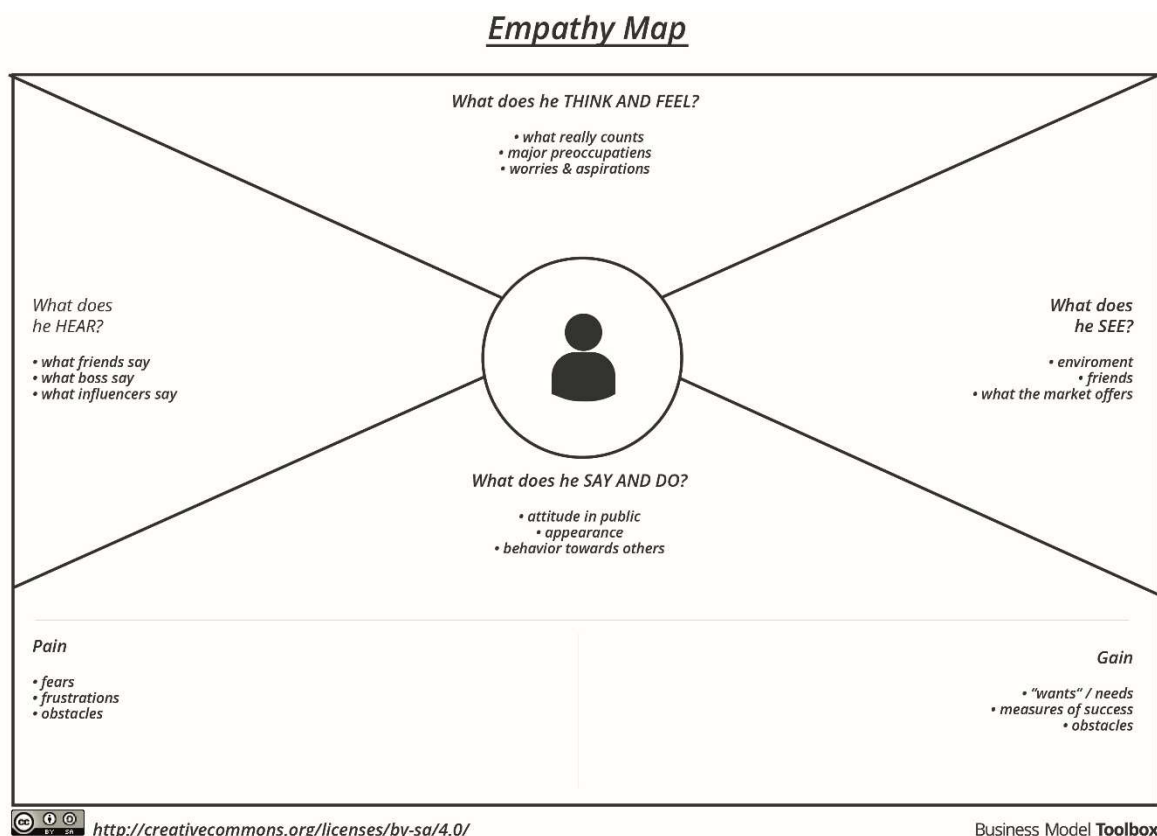 Empathy Map
What does he THINK AND FEEL?
• what really counts
• major preoccupatiens
• worries & aspirations
What does
he HEAR?
• what friends say
• what boss say
• what influencers say
What does
he SEE?
• enviroment
• friends
• what the market offers
What does he SAY AND DO?
• attitude in public
• appearance
• behavior towards others
Pain
• fears
• frustrations
• obstacles
Gain
• "wants" / needs
• measures of success
• obstacles
cc BY SA
http://creativecommons.org/licenses/by-sa/4.0/
Business Model Toolbox